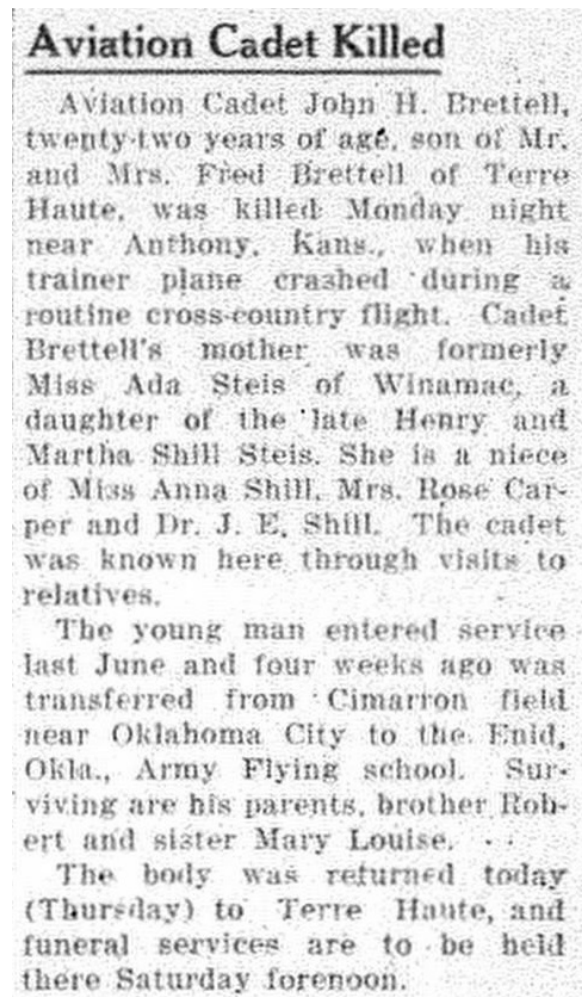 Aviation Cadet Killed
Aviation Cadet John H. Brettell,
twenty-two years of age, son of Mr.
and Mrs. Fred Brettell of Terre
Haute, was killed Monday night
near Anthony, Kans., when his
trainer plane crashed during a
routine cross-country flight. Cadet
Brettell's mother was formerly
Miss Ada Steis of Winamac, a
daughter of the late Henry and
Martha Shill Steis. She is a niece
of Miss Anna Shill, Mrs. Rose Car-
per and Dr. J. E. Shill. The cadet
was known here through visits to
relatives.
The young man entered service
last June and four weeks ago was
transferred from Cimarron field
near Oklahoma City to the Enid,
Okla., Army Flying school. Sur-
viving are his parents, brother Rob-
ert and sister Mary Louise.
The body was returned today
(Thursday) to Terre Haute, and
funeral services are to be held
there Saturday forenoon.